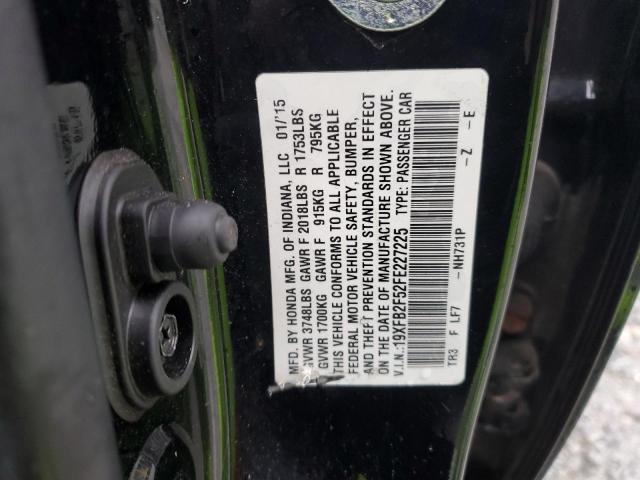 MFD. BY HONDA MFG. OF INDIANA, LLC 01/'15
GVWR 3748LBS GAWR F 2018LBS R 1753LBS
GVWR 1700KG GAWR F 915KG R 795KG
THIS VEHICLE CONFORMS TO ALL APPLICABLE
FEDERAL MOTOR VEHICLE SAFETY, BUMPER,
AND THEFT PREVENTION STANDARDS IN EFFECT
ON THE DATE OF MANUFACTURE SHOWN ABOVE.
V.I.N.:19XFB2F52FE227225 TYPE: PASSENGER CAR
TR3 F LF7 -NH731P -Z -E